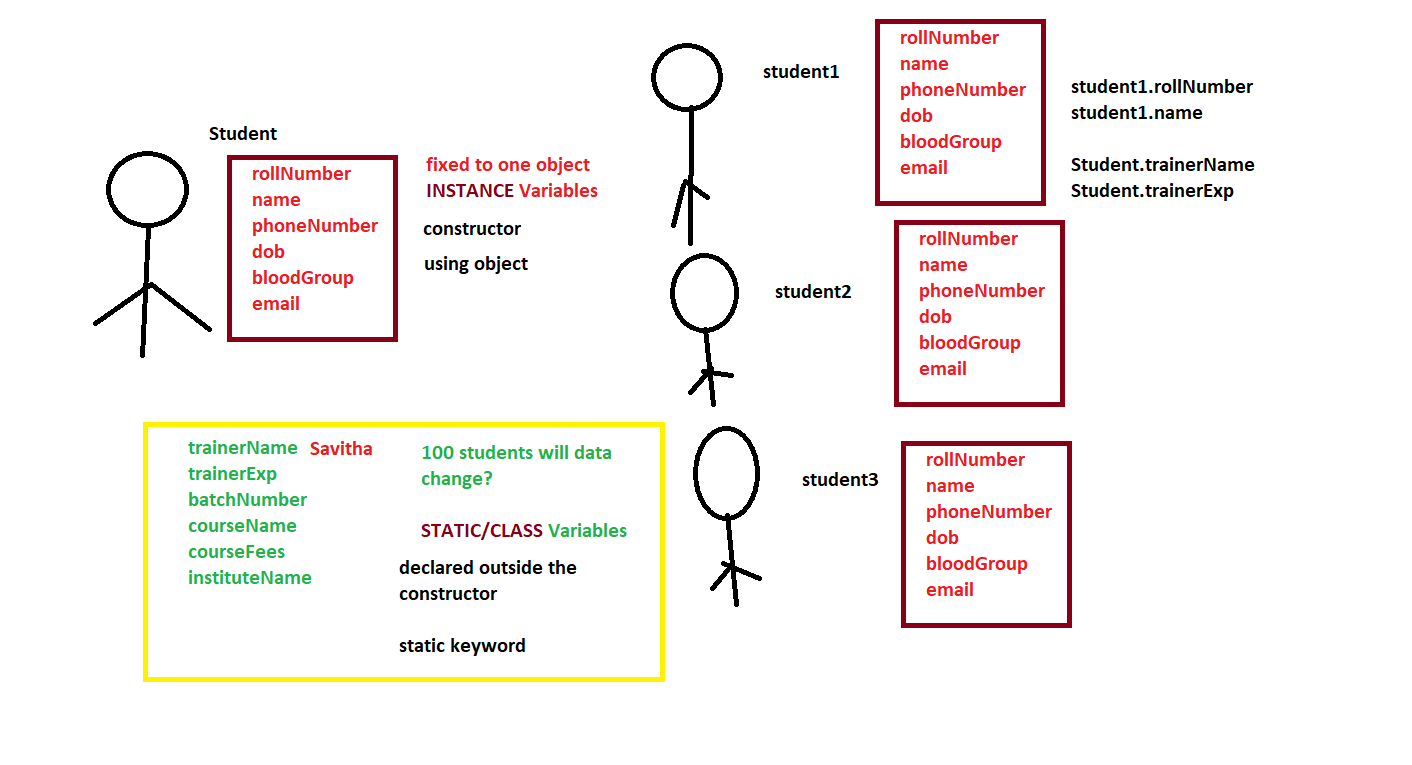 Student
rollNumber
name
phoneNumber
dob
bloodGroup
email
fixed to one object
INSTANCE Variables
constructor
using object
student1
rollNumber
name
phoneNumber
dob
bloodGroup
email
student1.rollNumber
student1.name
Student.trainerName
Student.trainerExp
student2
rollNumber
name
phoneNumber
dob
bloodGroup
email
student3
rollNumber
name
phoneNumber
dob
bloodGroup
email
trainerName Savitha
trainerExp
batchNumber
courseName
courseFees
instituteName
100 students will data
change?
STATIC/CLASS Variables
declared outside the
constructor
static keyword